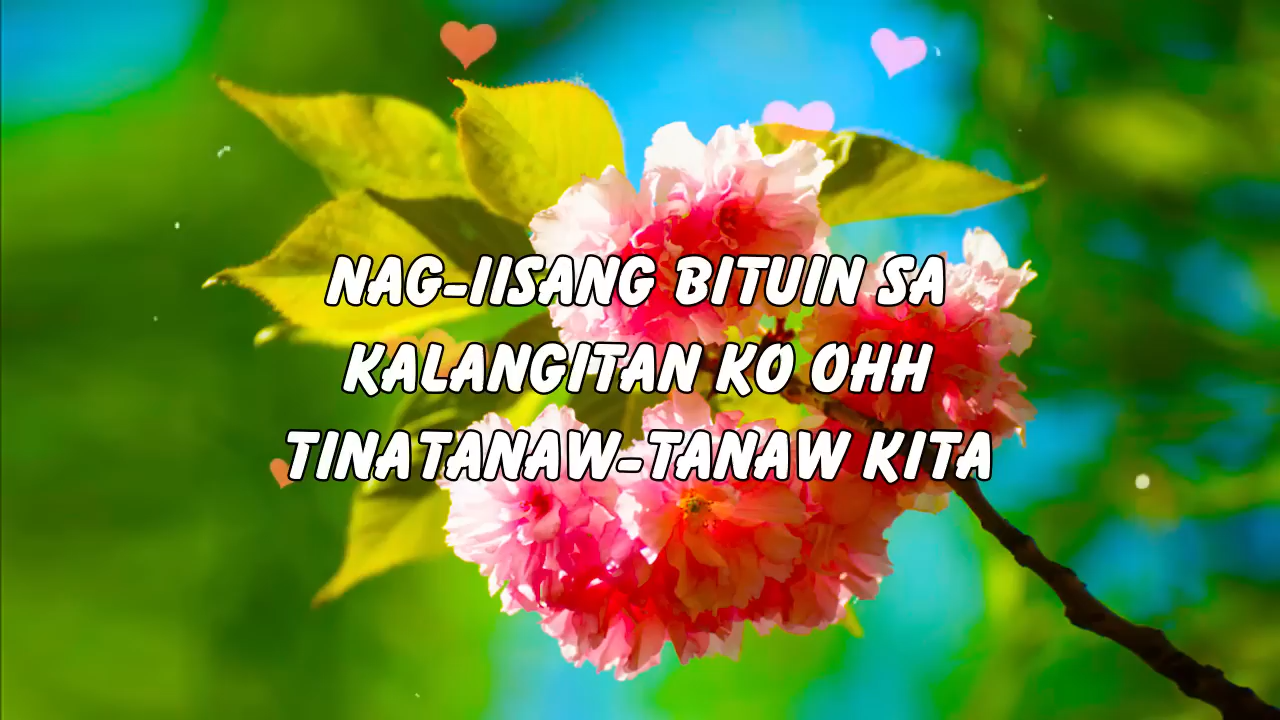 NAG-IISANG BITUIN SA
KALANGITAN KO OHH
TINATANAW-TANAW KITA